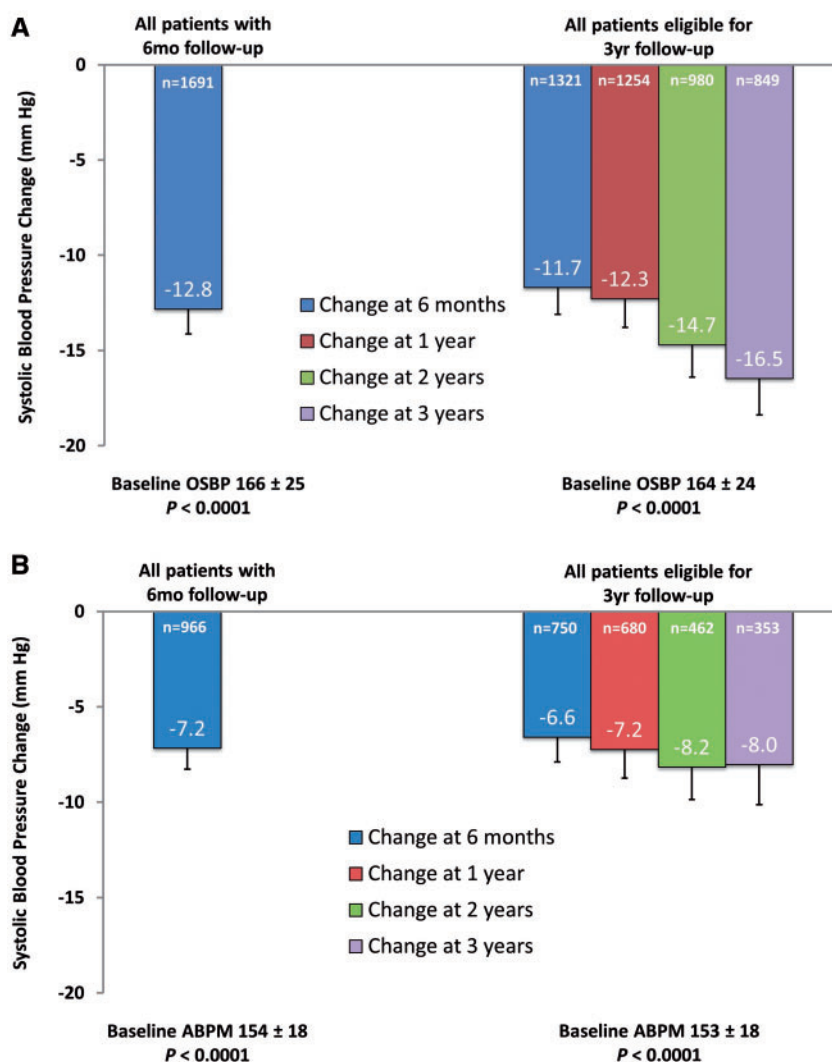 A
All patients with
6mo follow-up
All patients eligible for
3yr follow-up
Systolic Blood Pressure Change (mm Hg)
0
-5
-10
-15
-20
n=1691
n=1321
n=1254
n=980
n=849
-12.8
-11.7
-12.3
-14.7
-16.5
Change at 6 months
Change at 1 year
Change at 2 years
Change at 3 years
Baseline OSBP 166 ± 25
P < 0.0001
Baseline OSBP 164 ± 24
P < 0.0001
B
All patients with
6mo follow-up
All patients eligible for
3yr follow-up
Systolic Blood Pressure Change (mm Hg)
0
-5
-10
-15
-20
n=966
n=750
n=680
n=462
n=353
-7.2
-6.6
-7.2
-8.2
-8.0
Change at 6 months
Change at 1 year
Change at 2 years
Change at 3 years
Baseline ABPM 154 ± 18
P < 0.0001
Baseline ABPM 153 ± 18
P < 0.0001